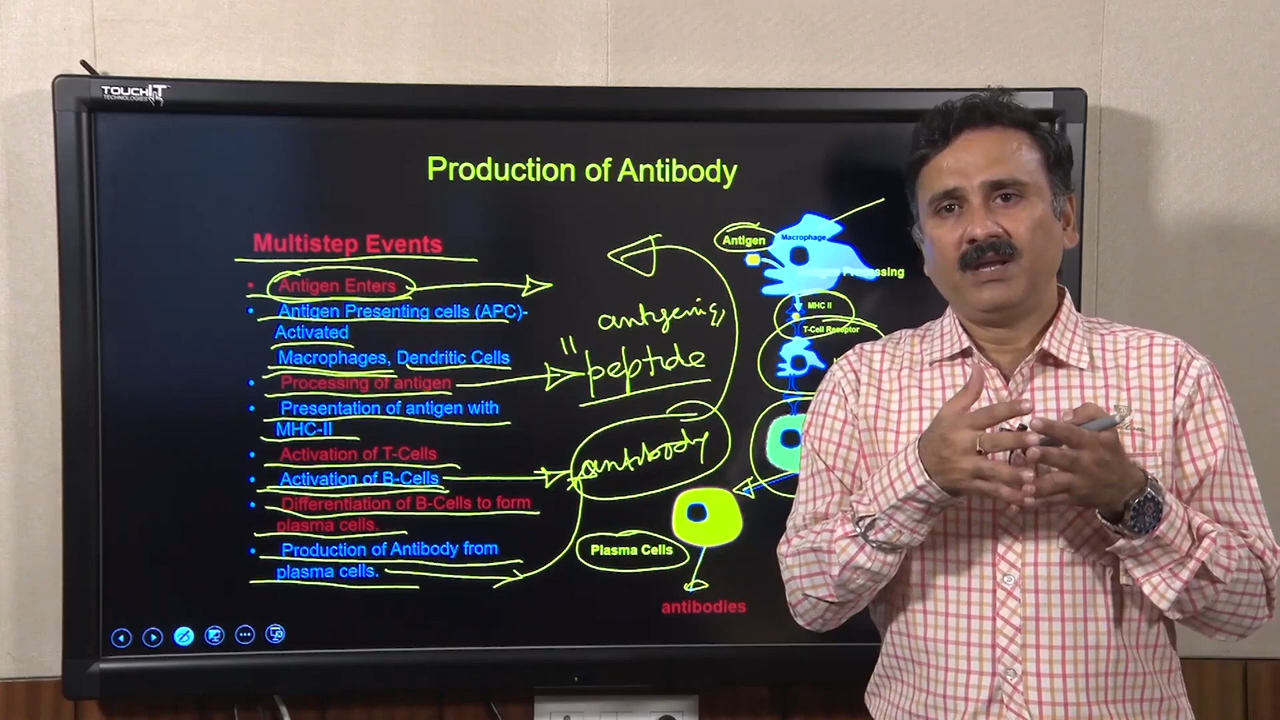 TOUCHIT
TECHNOLOGIES
Production of Antibody
Multistep Events
• Antigen Enters
• Antigen Presenting cells (APC)-
Activated
Macrophages, Dendritic Cells
• Processing of antigen
• Presentation of antigen with
MHC-II
• Activation of T-Cells
• Activation of B-Cells
• Differentiation of B-Cells to form
plasma cells.
• Production of Antibody from
plasma cells.
antigenic
"peptide
antibody
Antigen
Macrophage
Processing
MHC II
T-Cell Receptor
Plasma Cells
antibodies